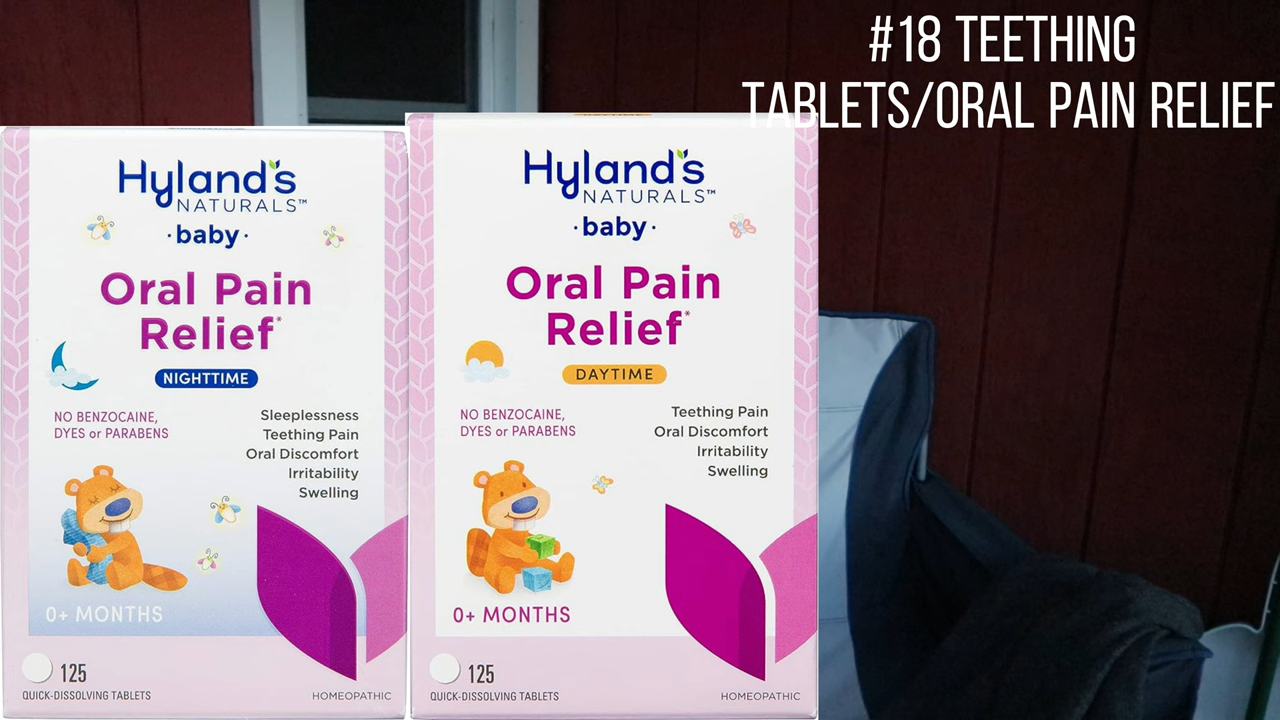 #18 TEETHING
TABLETS/ORAL PAIN RELIEF
Hyland's
NATURALS™
·baby·
Oral Pain
Relief*
NIGHTTIME
NO BENZOCAINE,
DYES or PARABENS
Sleeplessness
Teething Pain
Oral Discomfort
Irritability
Swelling
0+ MONTHS
125
QUICK-DISSOLVING TABLETS
HOMEOPATHIC
Hyland's
NATURALS™
·baby·
Oral Pain
Relief*
DAYTIME
NO BENZOCAINE,
DYES or PARABENS
Teething Pain
Oral Discomfort
Irritability
Swelling
0+ MONTHS
125
QUICK-DISSOLVING TABLETS
HOMEOPATHIC